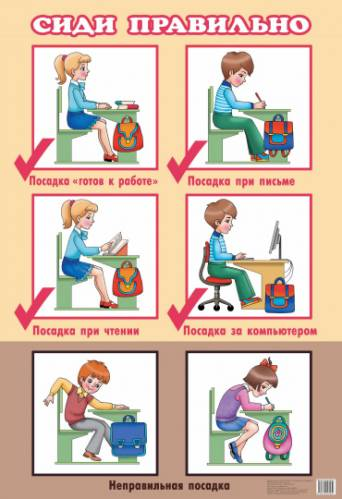 СИДИ ПРАВИЛЬНО
Посадка «готов к работе»
Посадка при письме
Посадка при чтении
Посадка за компьютером
Неправильная посадка